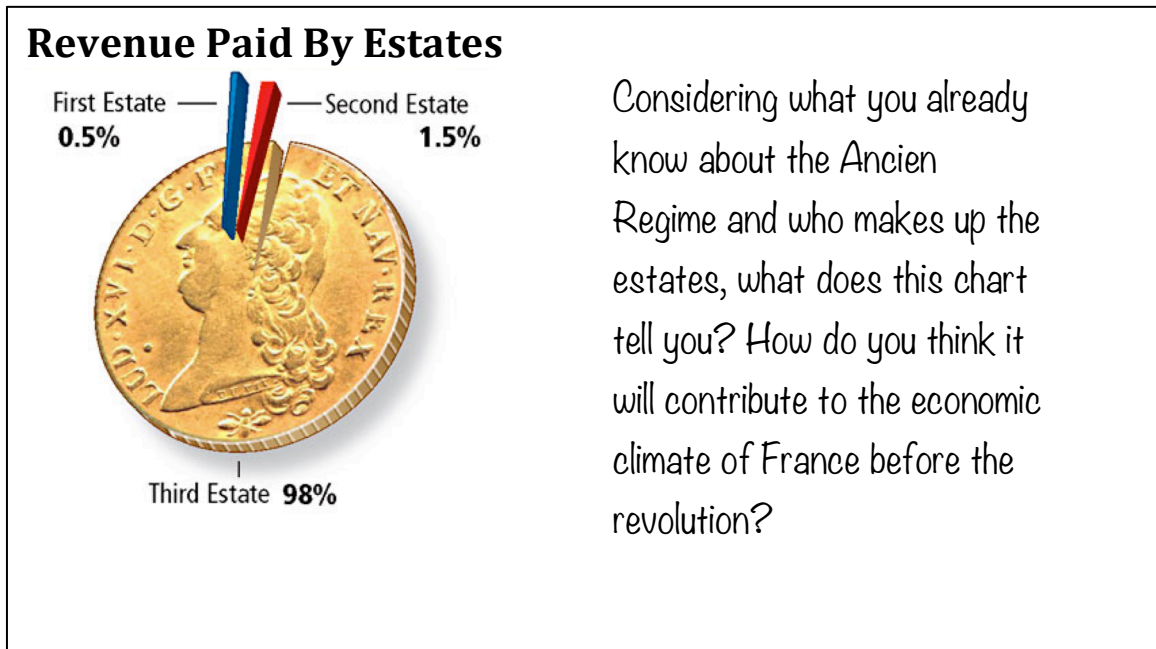 Revenue Paid By Estates
First Estate
0.5%
Second Estate
1.5%
LUD·XVI·D·G·F
ET NAV·REX
Third Estate 98%
Considering what you already
know about the Ancien
Regime and who makes up the
estates, what does this chart
tell you? How do you think it
will contribute to the economic
climate of France before the
revolution?